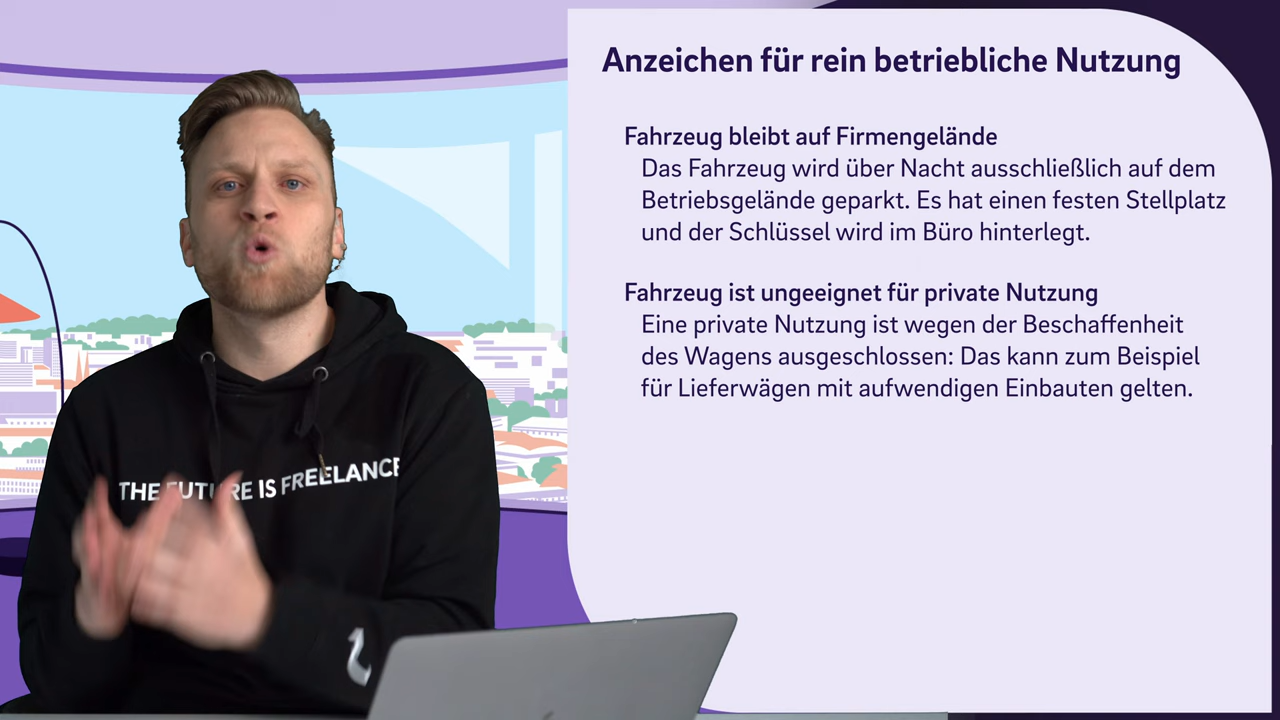 Anzeichen für rein betriebliche Nutzung
Fahrzeug bleibt auf Firmengelände
Das Fahrzeug wird über Nacht ausschließlich auf dem
Betriebsgelände geparkt. Es hat einen festen Stellplatz
und der Schlüssel wird im Büro hinterlegt.
Fahrzeug ist ungeeignet für private Nutzung
Eine private Nutzung ist wegen der Beschaffenheit
des Wagens ausgeschlossen: Das kann zum Beispiel
für Lieferwägen mit aufwendigen Einbauten gelten.
THE FUTURE IS FREELANCE